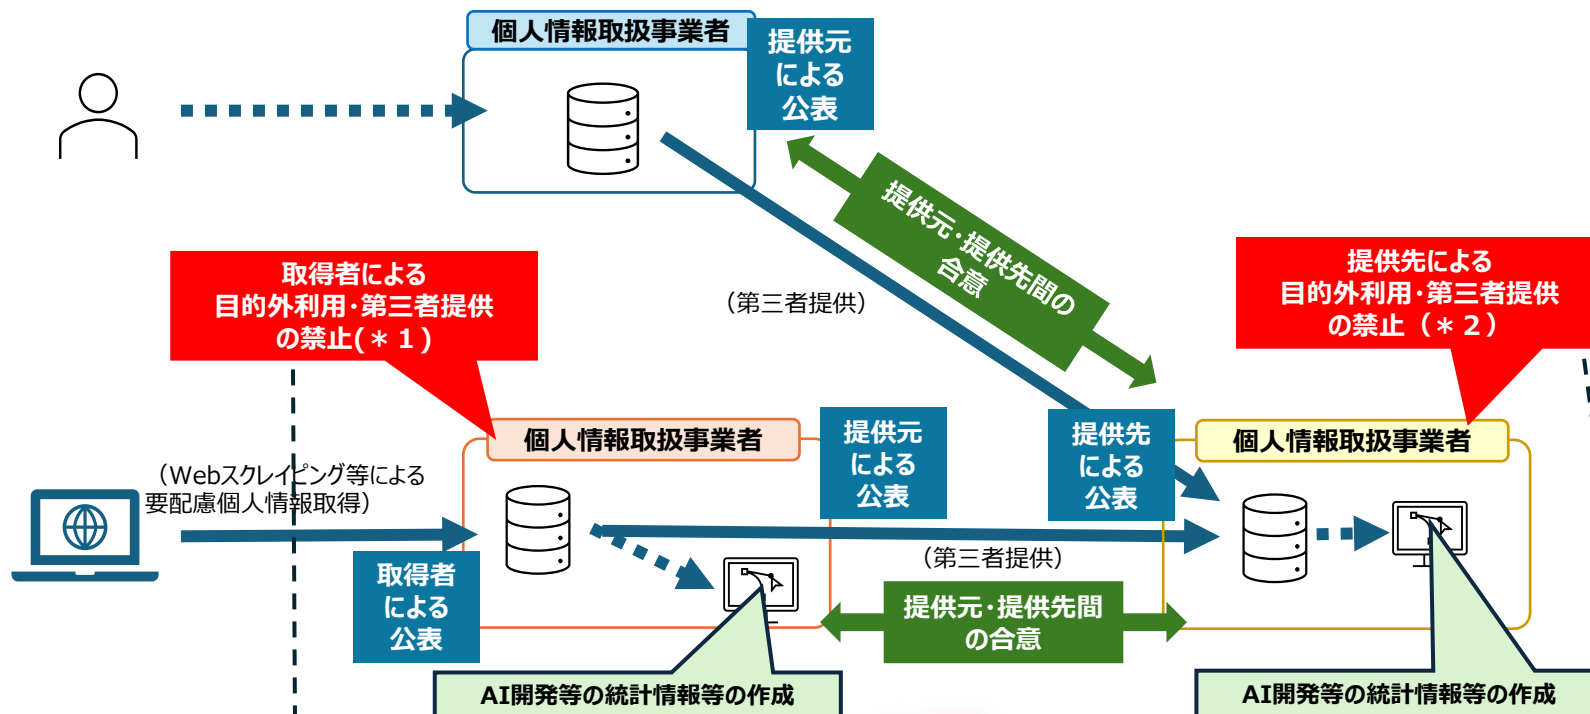 個人情報取扱事業者
提供元
による
公表
提供元・提供先間の
合意
（第三者提供）
取得者による
目的外利用・第三者提供
の禁止(＊１)
提供先による
目的外利用・第三者提供
の禁止（＊２）
個人情報取扱事業者
提供元
による
公表
提供先
による
公表
個人情報取扱事業者
（Webスクレイピング等による
要配慮個人情報取得）
（第三者提供）
取得者
による
公表
提供元・提供先間
の合意
AI開発等の統計情報等の作成
AI開発等の統計情報等の作成